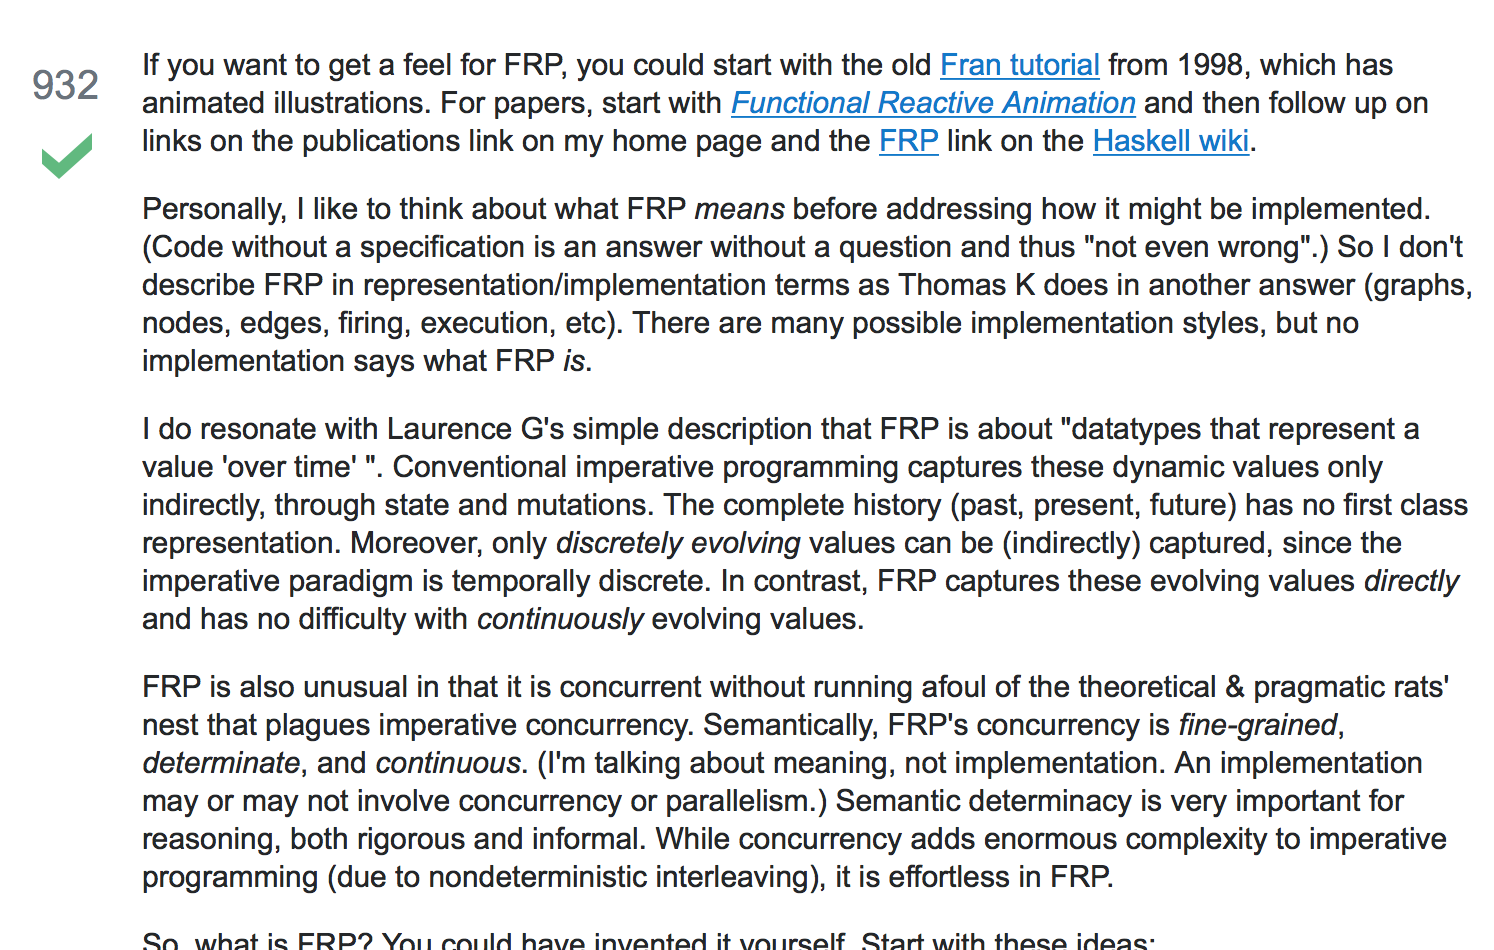 932
If you want to get a feel for FRP, you could start with the old Fran tutorial from 1998, which has
animated illustrations. For papers, start with Functional Reactive Animation and then follow up on
links on the publications link on my home page and the FRP link on the Haskell wiki.
Personally, I like to think about what FRP means before addressing how it might be implemented.
(Code without a specification is an answer without a question and thus "not even wrong".) So I don't
describe FRP in representation/implementation terms as Thomas K does in another answer (graphs,
nodes, edges, firing, execution, etc). There are many possible implementation styles, but no
implementation says what FRP is.
I do resonate with Laurence G's simple description that FRP is about "datatypes that represent a
value 'over time' ". Conventional imperative programming captures these dynamic values only
indirectly, through state and mutations. The complete history (past, present, future) has no first class
representation. Moreover, only discretely evolving values can be (indirectly) captured, since the
imperative paradigm is temporally discrete. In contrast, FRP captures these evolving values directly
and has no difficulty with continuously evolving values.
FRP is also unusual in that it is concurrent without running afoul of the theoretical & pragmatic rats'
nest that plagues imperative concurrency. Semantically, FRP's concurrency is fine-grained,
determinate, and continuous. (I'm talking about meaning, not implementation. An implementation
may or may not involve concurrency or parallelism.) Semantic determinacy is very important for
reasoning, both rigorous and informal. While concurrency adds enormous complexity to imperative
programming (due to nondeterministic interleaving), it is effortless in FRP.
So, what is FRP? You could have invented it yourself. Start with these ideas: